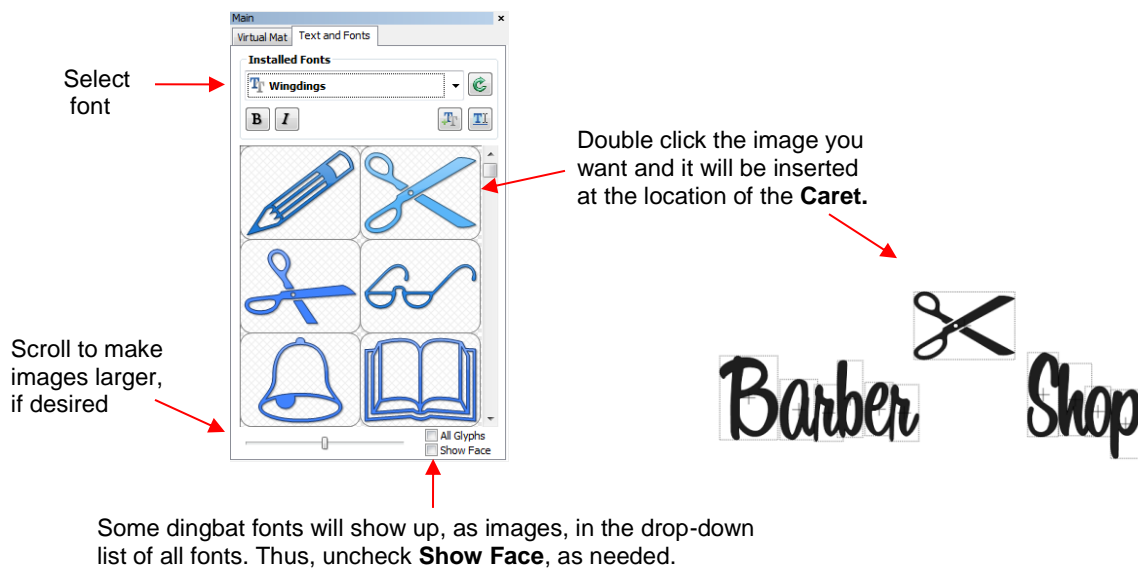 Main x
Virtual Mat Text and Fonts
Installed Fonts
Wingdings
B I
Select
font
Double click the image you
want and it will be inserted
at the location of the Caret.
Scroll to make
images larger,
if desired
Barber Shop
All Glyphs
Show Face
Some dingbat fonts will show up, as images, in the drop-down
list of all fonts. Thus, uncheck Show Face, as needed.